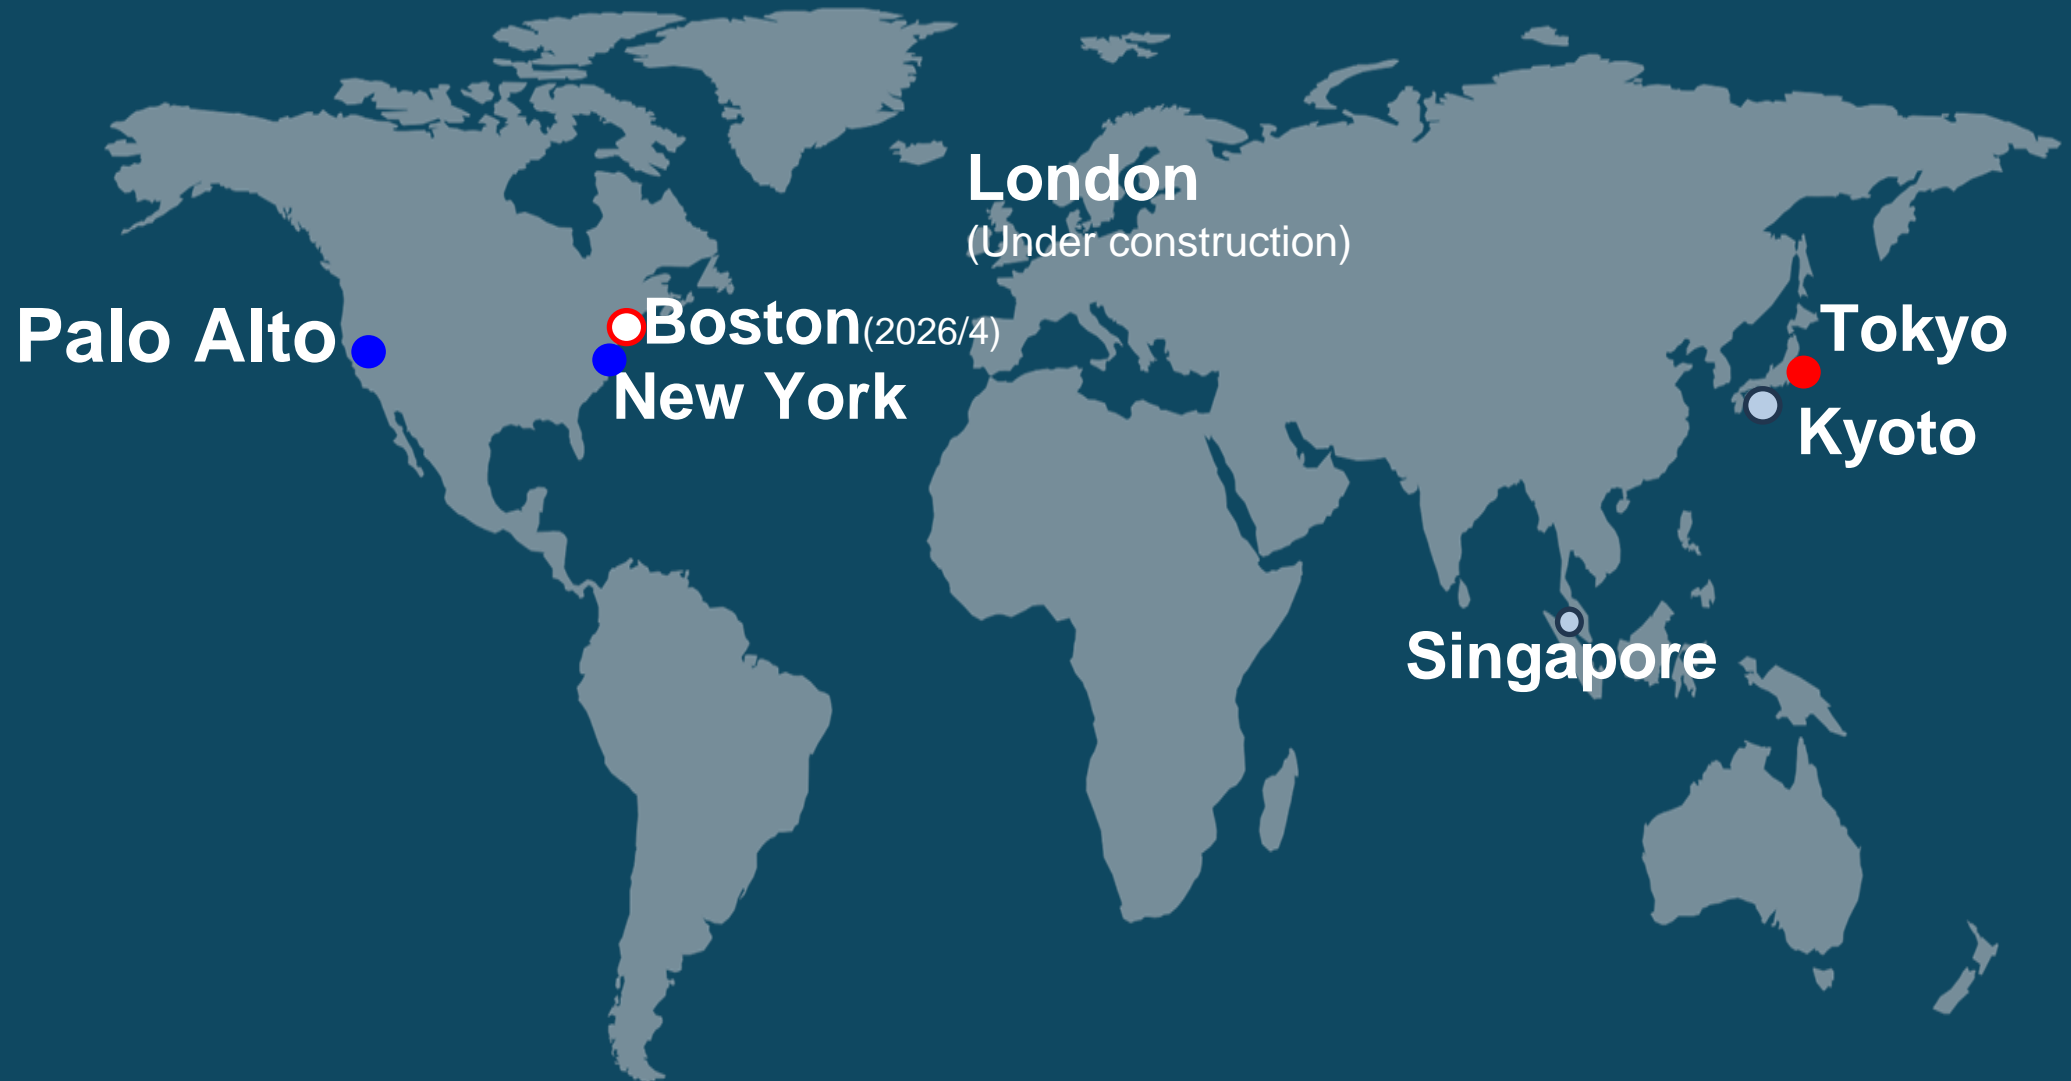 London
(Under construction)
Palo Alto
Boston(2026/4)
New York
Tokyo
Kyoto
Singapore